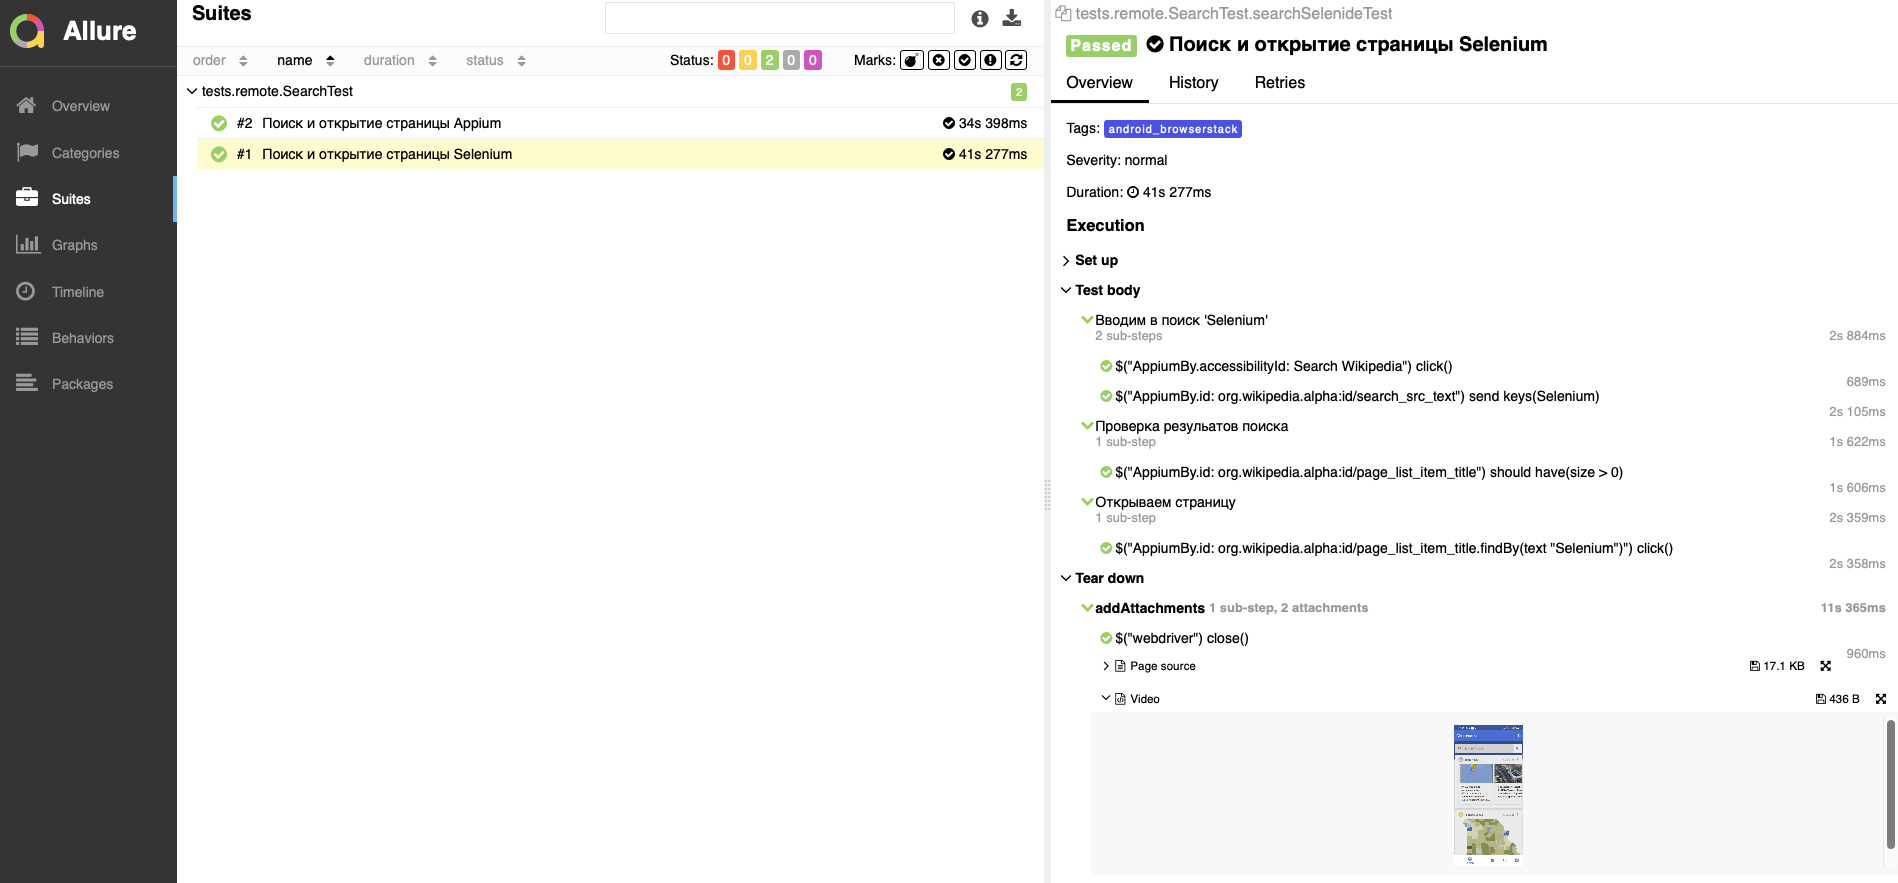 Allure
Overview
Categories
Suites
Graphs
Timeline
Behaviors
Packages
Suites
order name duration status Status: 0 0 2 0 0 Marks:
tests.remote.SearchTest 2
#2 Поиск и открытие страницы Appium 34s 398ms
#1 Поиск и открытие страницы Selenium 41s 277ms
tests.remote.SearchTest.searchSelenideTest
Passed Поиск и открытие страницы Selenium
Overview History Retries
Tags: android_browserstack
Severity: normal
Duration: 41s 277ms
Execution
Set up
Test body
Вводим в поиск 'Selenium'
2 sub-steps 2s 884ms
$("AppiumBy.accessibilityId: Search Wikipedia") click()
689ms
$("AppiumBy.id: org.wikipedia.alpha:id/search_src_text") send keys(Selenium)
2s 105ms
Проверка резульатов поиска
1 sub-step 1s 622ms
$("AppiumBy.id: org.wikipedia.alpha:id/page_list_item_title") should have(size > 0)
1s 606ms
Открываем страницу
1 sub-step 2s 359ms
$("AppiumBy.id: org.wikipedia.alpha:id/page_list_item_title.findBy(text "Selenium")") click()
2s 358ms
Tear down
addAttachments 1 sub-step, 2 attachments 11s 365ms
$("webdriver") close()
960ms
Page source 17.1 KB
Video 436 B